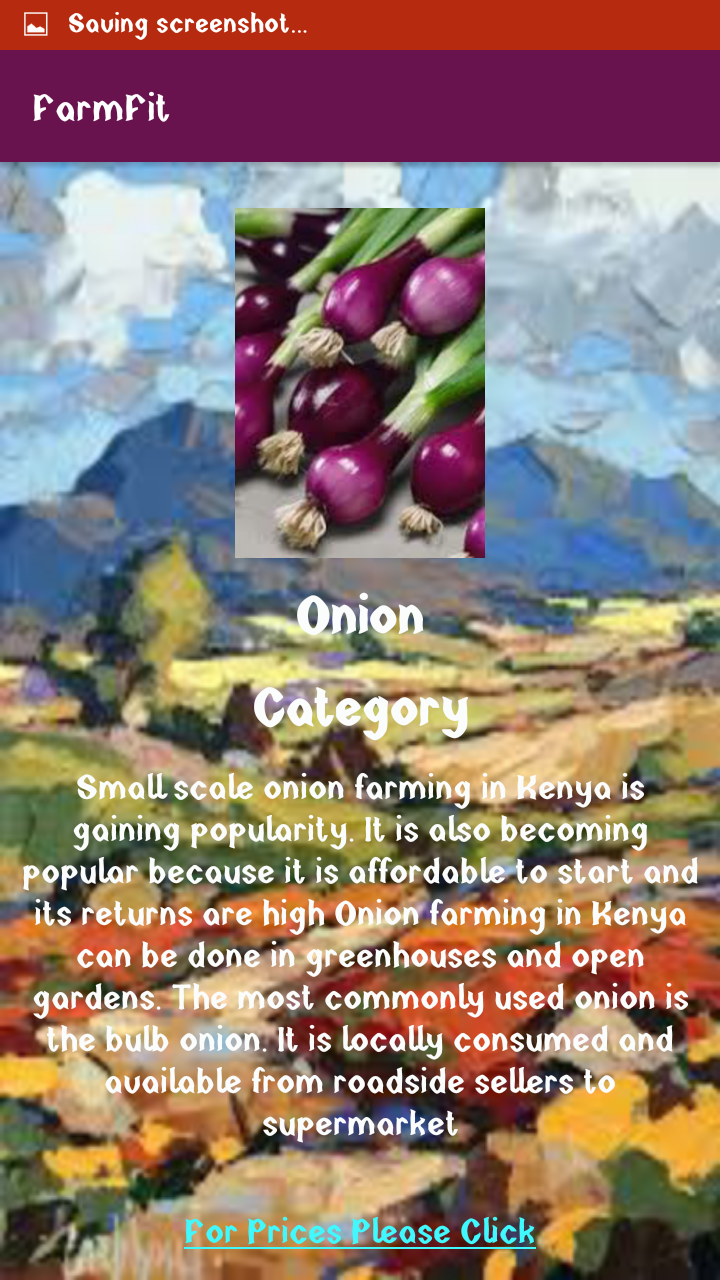 Saving screenshot...
FarmFit
Onion
Category
Small scale onion farming in Kenya is
gaining popularity. It is also becoming
popular because it is affordable to start and
its returns are high Onion farming in Kenya
can be done in greenhouses and open
gardens. The most commonly used onion is
the bulb onion. It is locally consumed and
available from roadside sellers to
supermarket
For Prices Please Click